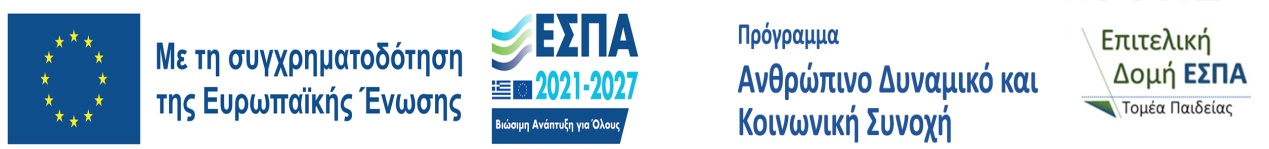 Με τη συγχρηματοδότηση
της Ευρωπαϊκής Ένωσης
ΕΣΠΑ
2021-2027
Βιώσιμη Ανάπτυξη για Όλους
Πρόγραμμα
Ανθρώπινο Δυναμικό και
Κοινωνική Συνοχή
Επιτελική
Δομή ΕΣΠΑ
Τομέα Παιδείας